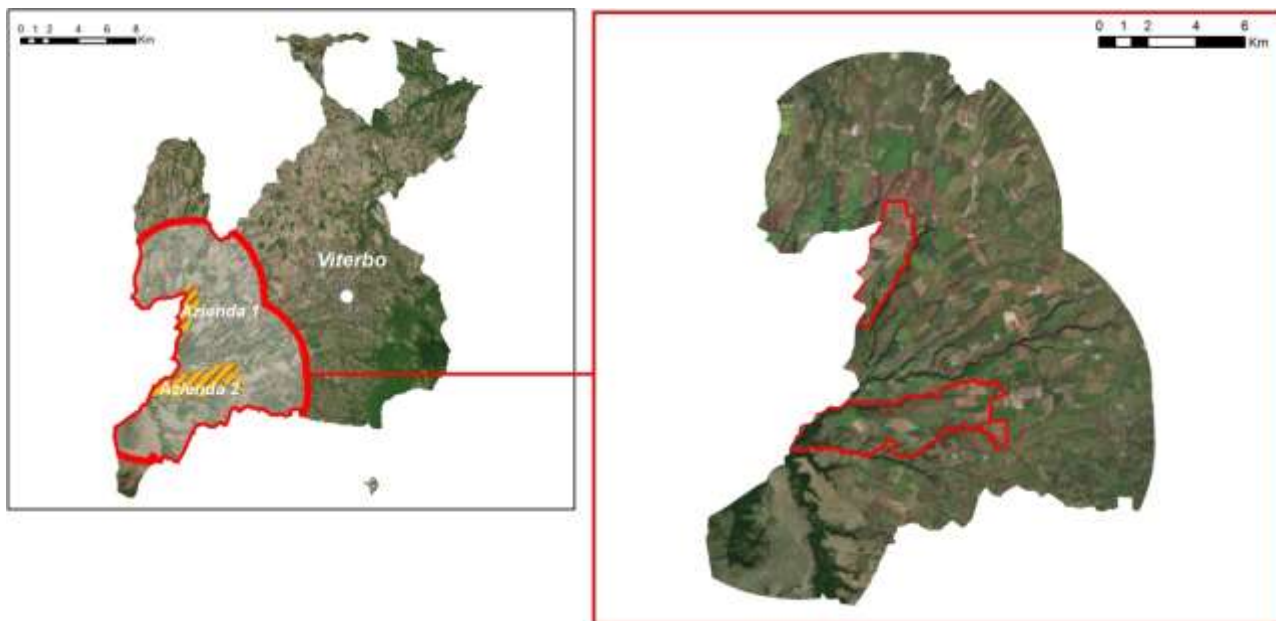 0 1 2 4 6 8
Km
Viterbo
Azienda 1
Azienda 2
0 1 2 4 6
Km